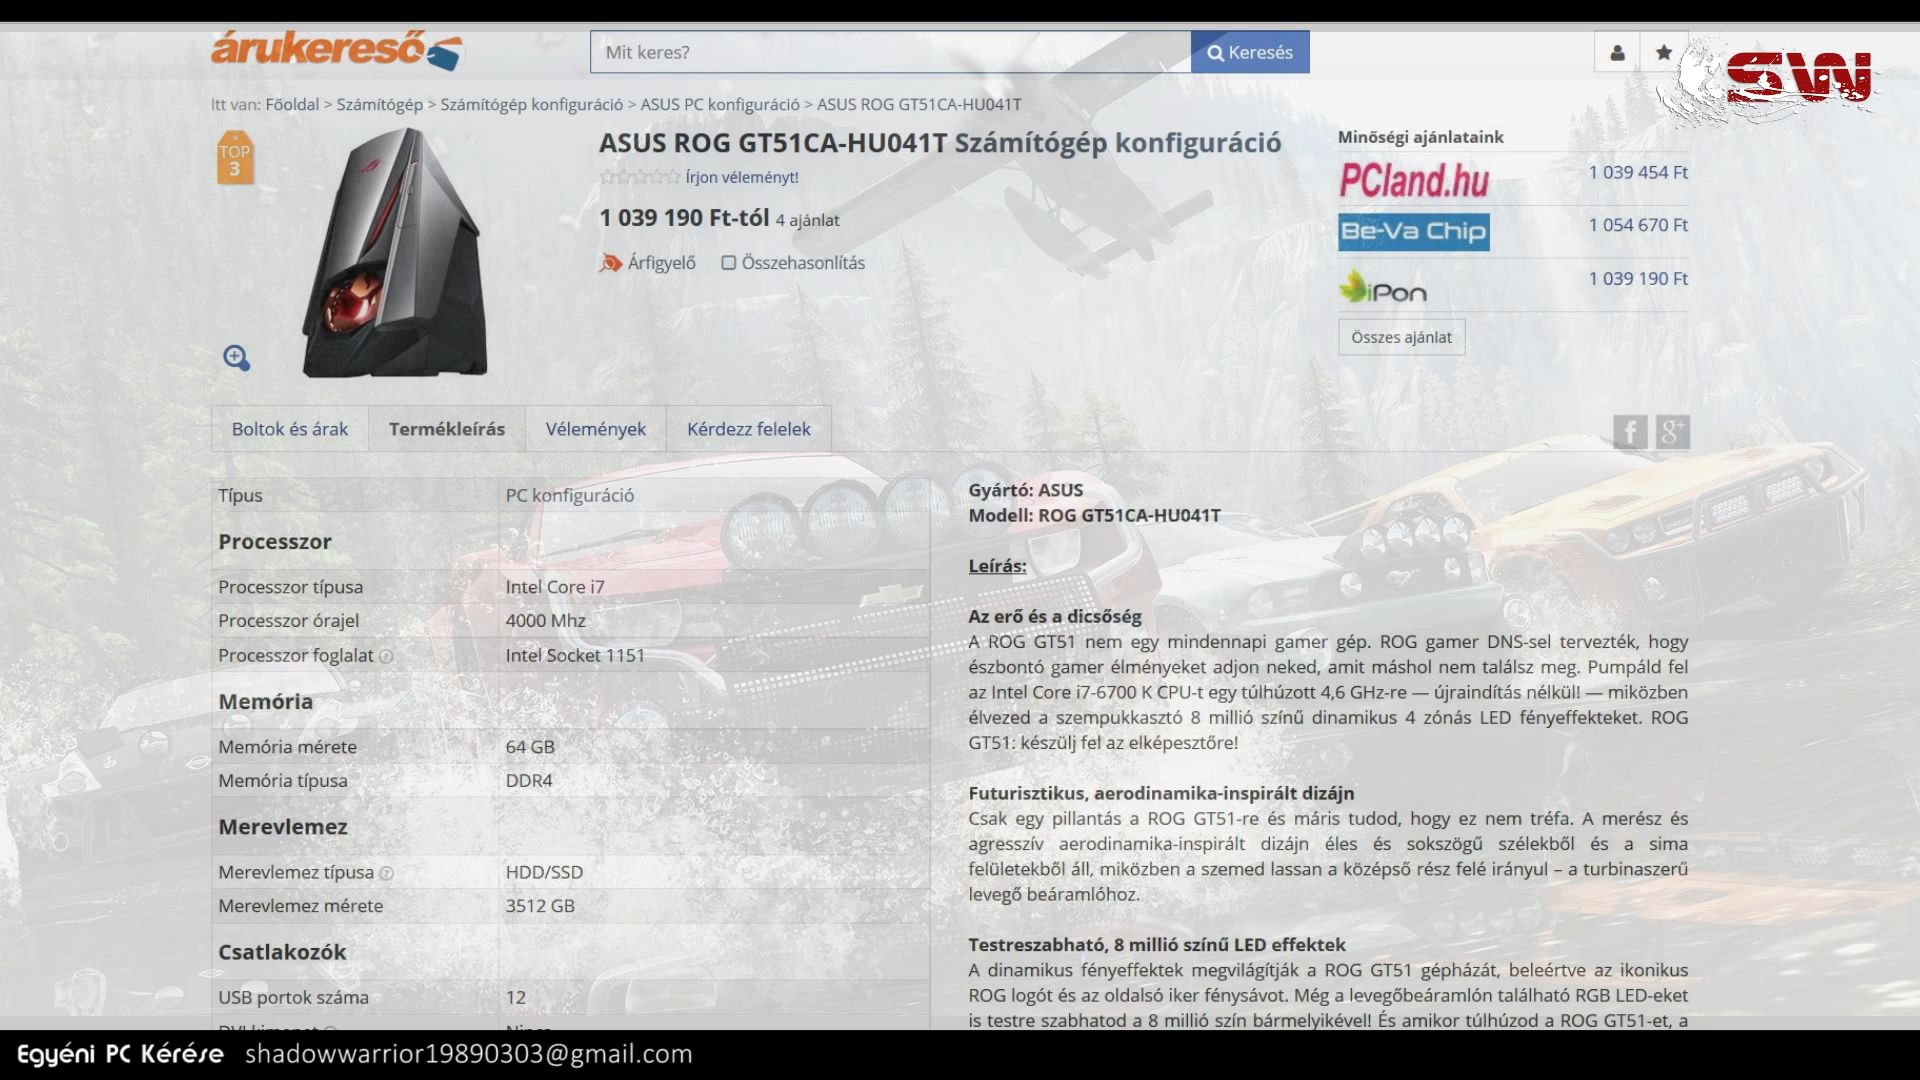 árukereső
Mit keres?
Keresés
SW
Itt van: Főoldal > Számítógép > Számítógép konfiguráció > ASUS PC konfiguráció > ASUS ROG GT51CA-HU041T
TOP
3
ASUS ROG GT51CA-HU041T Számítógép konfiguráció
Írjon véleményt!
1 039 190 Ft-tól 4 ajánlat
Árfigyelő
Összehasonlítás
Minőségi ajánlataink
PCland.hu 1 039 454 Ft
Be-Va Chip 1 054 670 Ft
iPon 1 039 190 Ft
Összes ajánlat
Boltok és árak
Termékleírás
Vélemények
Kérdezz felelek
f g+
Típus PC konfiguráció
Processzor
Processzor típusa Intel Core i7
Processzor órajel 4000 Mhz
Processzor foglalat Intel Socket 1151
Memória
Memória mérete 64 GB
Memória típusa DDR4
Merevlemez
Merevlemez típusa HDD/SSD
Merevlemez mérete 3512 GB
Csatlakozók
USB portok száma 12
Gyártó: ASUS
Modell: ROG GT51CA-HU041T
Leírás:
Az erő és a dicsőség
A ROG GT51 nem egy mindennapi gamer gép. ROG gamer DNS-sel tervezték, hogy
észbontó gamer élményeket adjon neked, amit máshol nem találsz meg. Pumpáld fel
az Intel Core i7-6700 K CPU-t egy túlhúzott 4,6 GHz-re — újraindítás nélkül! — miközben
élvezed a szempukkasztó 8 millió színű dinamikus 4 zónás LED fényeffekteket. ROG
GT51: készülj fel az elképesztőre!
Futurisztikus, aerodinamika-inspirált dizájn
Csak egy pillantás a ROG GT51-re és máris tudod, hogy ez nem tréfa. A merész és
agresszív aerodinamika-inspirált dizájn éles és sokszögű szélekből és a sima
felületekből áll, miközben a szemed lassan a középső rész felé irányul – a turbinaszerű
levegő beáramlóhoz.
Testreszabható, 8 millió színű LED effektek
A dinamikus fényeffektek megvilágítják a ROG GT51 gépházát, beleértve az ikonikus
ROG logót és az oldalsó iker fénysávot. Még a levegőbeáramlón található RGB LED-eket
is testre szabhatod a 8 millió szín bármelyikével! És amikor túlhúzod a ROG GT51-et, a
Egyéni PC Kérése shadowwarrior19890303@gmail.com